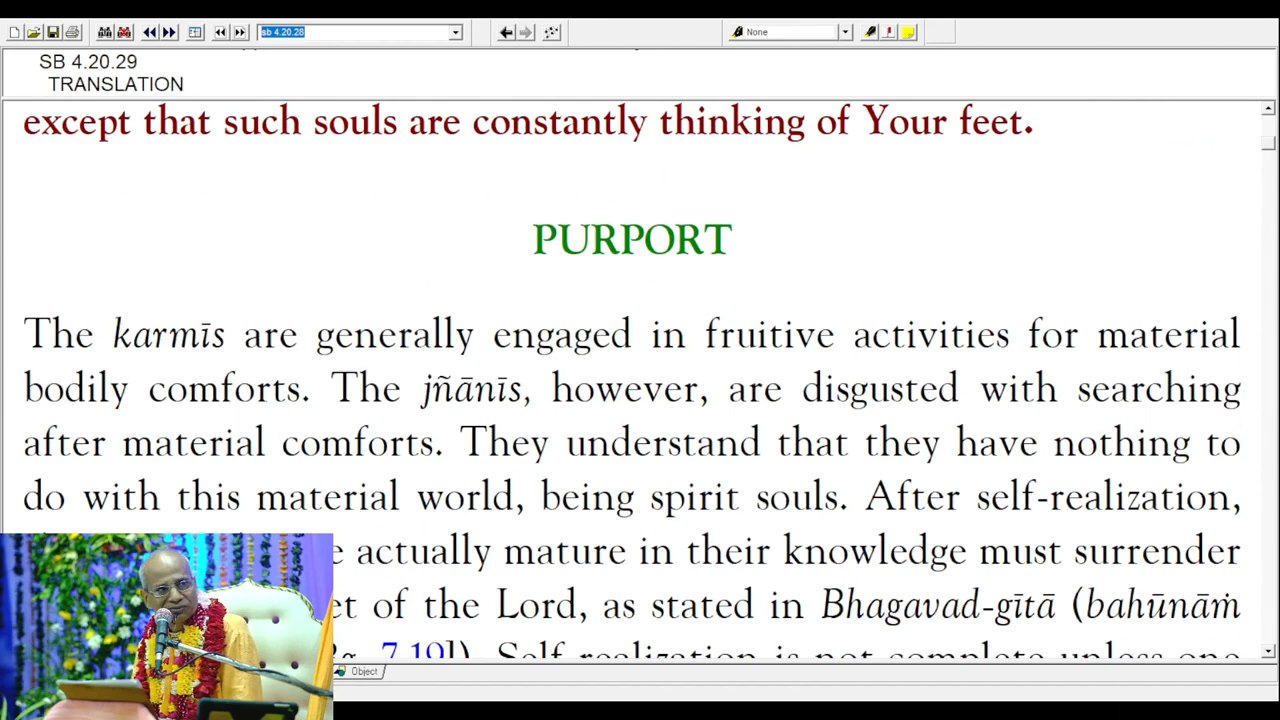 sb 4.20.28
None
SB 4.20.29
TRANSLATION
except that such souls are constantly thinking of Your feet.
PURPORT
The karmīs are generally engaged in fruitive activities for material
bodily comforts. The jñānīs, however, are disgusted with searching
after material comforts. They understand that they have nothing to
do with this material world, being spirit souls. After self-realization,
actually mature in their knowledge must surrender
of the Lord, as stated in Bhagavad-gītā (bahūnāṁ
7.19]). Self-realization is not complete unless one
Object